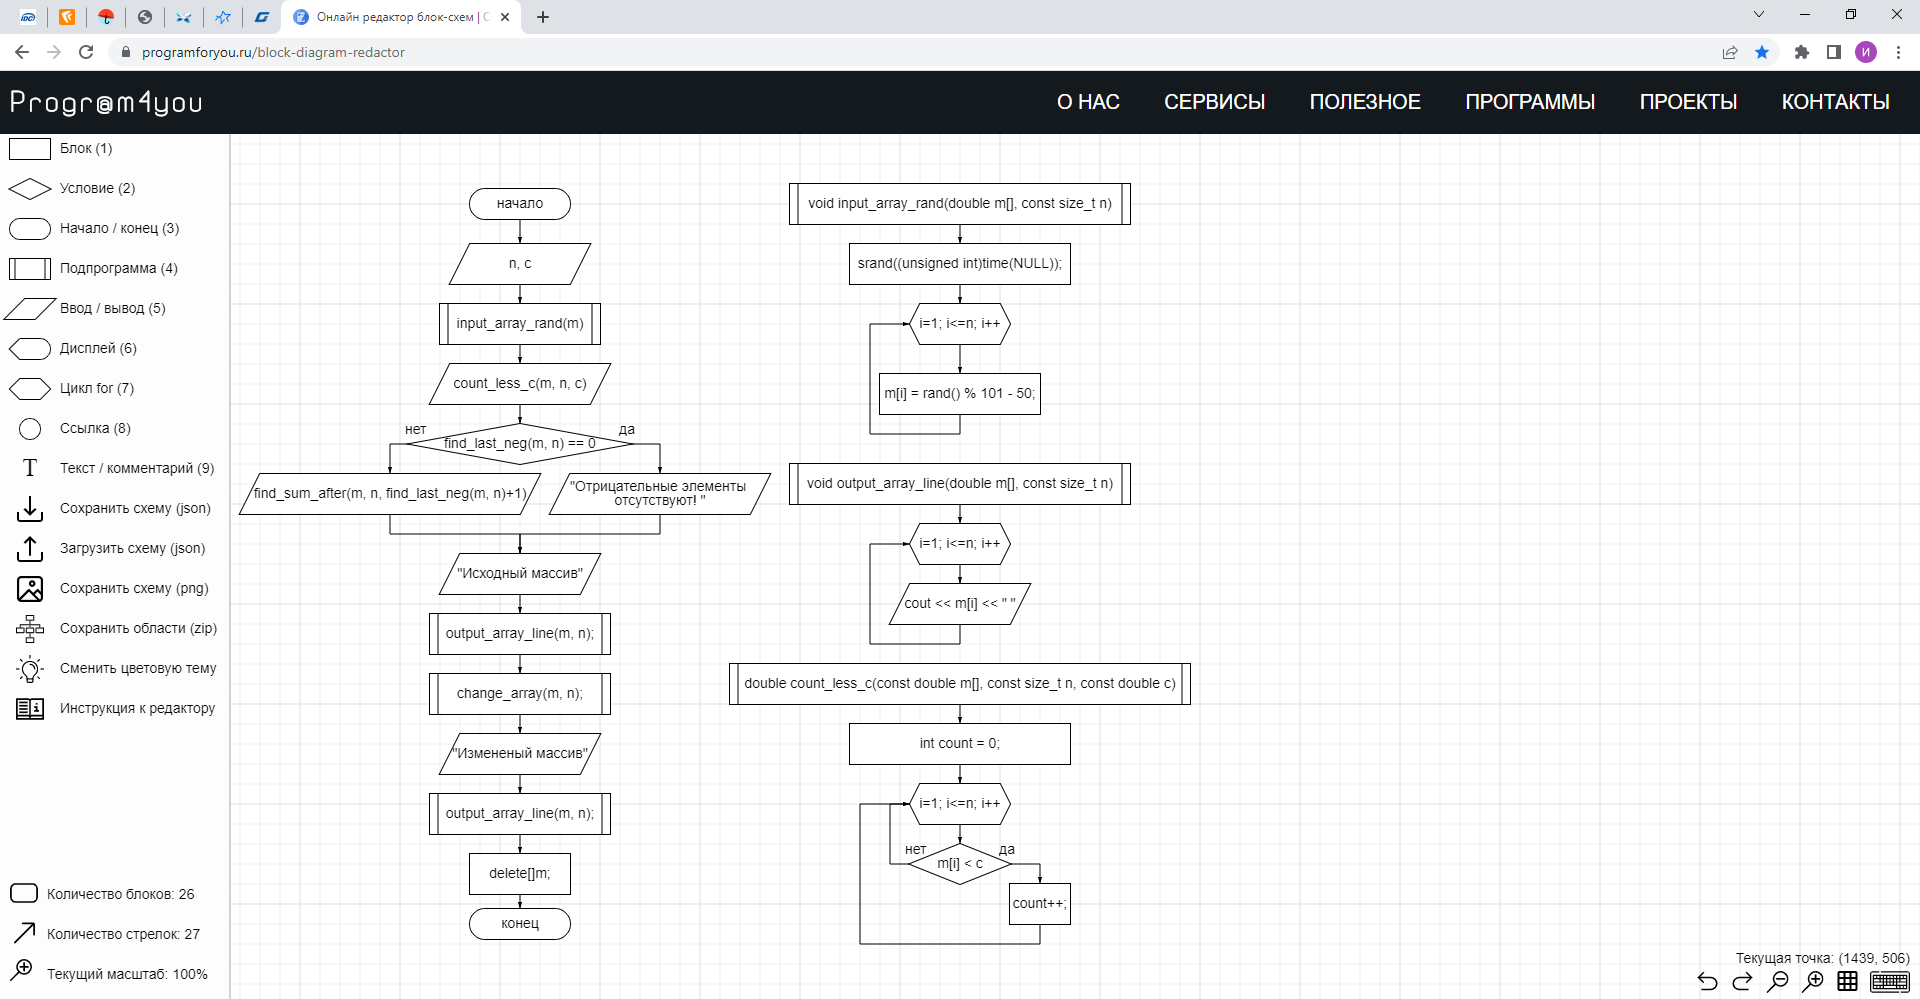 Онлайн редактор блок-схем | С
programforyou.ru/block-diagram-redactor
И
Progr@m4you
О НАС
СЕРВИСЫ
ПОЛЕЗНОЕ
ПРОГРАММЫ
ПРОЕКТЫ
КОНТАКТЫ
Блок (1)
Условие (2)
Начало / конец (3)
Подпрограмма (4)
Ввод / вывод (5)
Дисплей (6)
Цикл for (7)
Ссылка (8)
T Текст / комментарий (9)
Сохранить схему (json)
Загрузить схему (json)
Сохранить схему (png)
Сохранить области (zip)
Сменить цветовую тему
Инструкция к редактору
Количество блоков: 26
Количество стрелок: 27
Текущий масштаб: 100%
начало
n, c
input_array_rand(m)
count_less_c(m, n, c)
нет
да
find_last_neg(m, n) == 0
find_sum_after(m, n, find_last_neg(m, n)+1)
"Отрицательные элементы
отсутствуют! "
"Исходный массив"
output_array_line(m, n);
change_array(m, n);
"Измененый массив"
output_array_line(m, n);
delete[]m;
конец
void input_array_rand(double m[], const size_t n)
srand((unsigned int)time(NULL));
i=1; i<=n; i++
m[i] = rand() % 101 - 50;
void output_array_line(double m[], const size_t n)
i=1; i<=n; i++
cout << m[i] << " "
double count_less_c(const double m[], const size_t n, const double c)
int count = 0;
i=1; i<=n; i++
нет
да
m[i] < c
count++;
Текущая точка: (1439, 506)